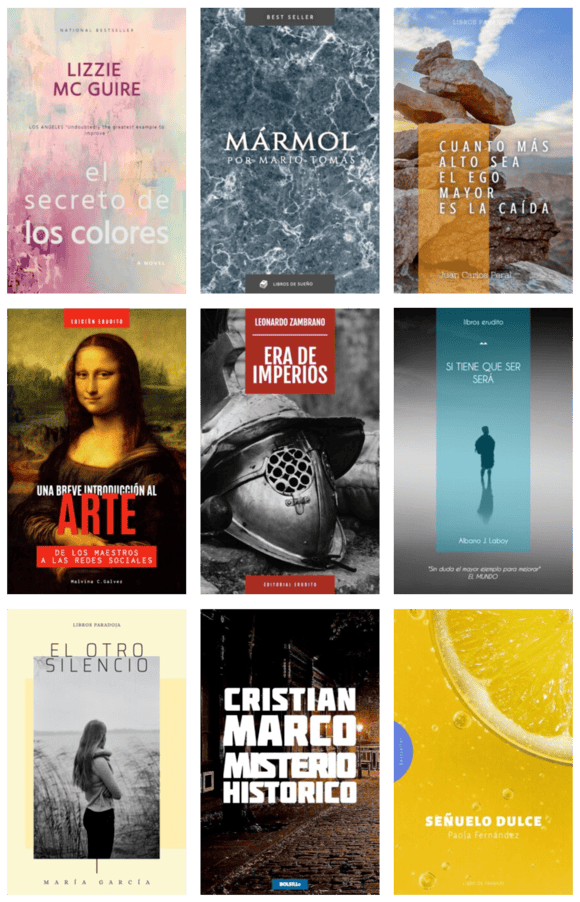 NATIONAL BESTSELLER
LIZZIE
MC GUIRE
LOS ANGELES "Undoubtedly the greatest example to
improve"
el
secreto de
los colores
A NOVEL
BEST SELLER
MÁRMOL
POR MARIO TOMAS
LIBROS DE SUEÑO
LIBROS PARADOJA
CUANTO MÁS
ALTO SEA
EL EGO
MAYOR
ES LA CAÍDA
Juan Carlos Peral
EDICIÓN ERUDITO
UNA BREVE INTRODUCCIÓN AL
ARTE
DE LOS MAESTROS
A LAS REDES SOCIALES
Malvina C. Galvez
LEONARDO ZAMBRANO
ERA DE
IMPERIOS
EDITORIAL ERUDITO
libros erudito
SI TIENE QUE SER
SERÁ
Albano J. Laboy
"Sin duda el mayor ejemplo para mejorar"
EL MUNDO
LIBROS PARADOJA
EL OTRO
SILENCIO
MARÍA GARCÍA
CRISTIAN
MARCO
MISTERIO
HISTORICO
Bestseller
SEÑUELO DULCE
Paola Fernández